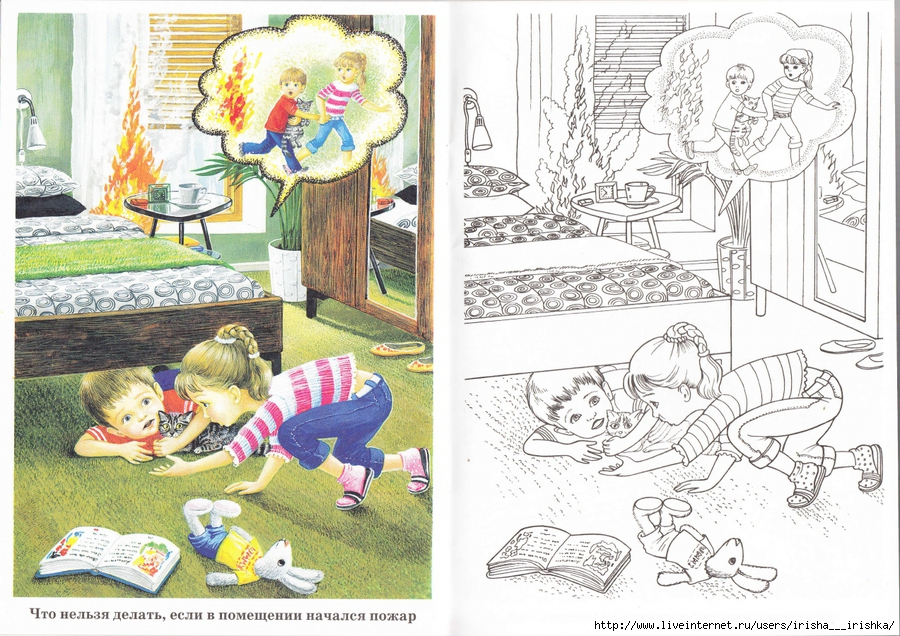 Что нельзя делать, если в помещении начался пожар
http://www.liveinternet.ru/users/irisha___irishka/